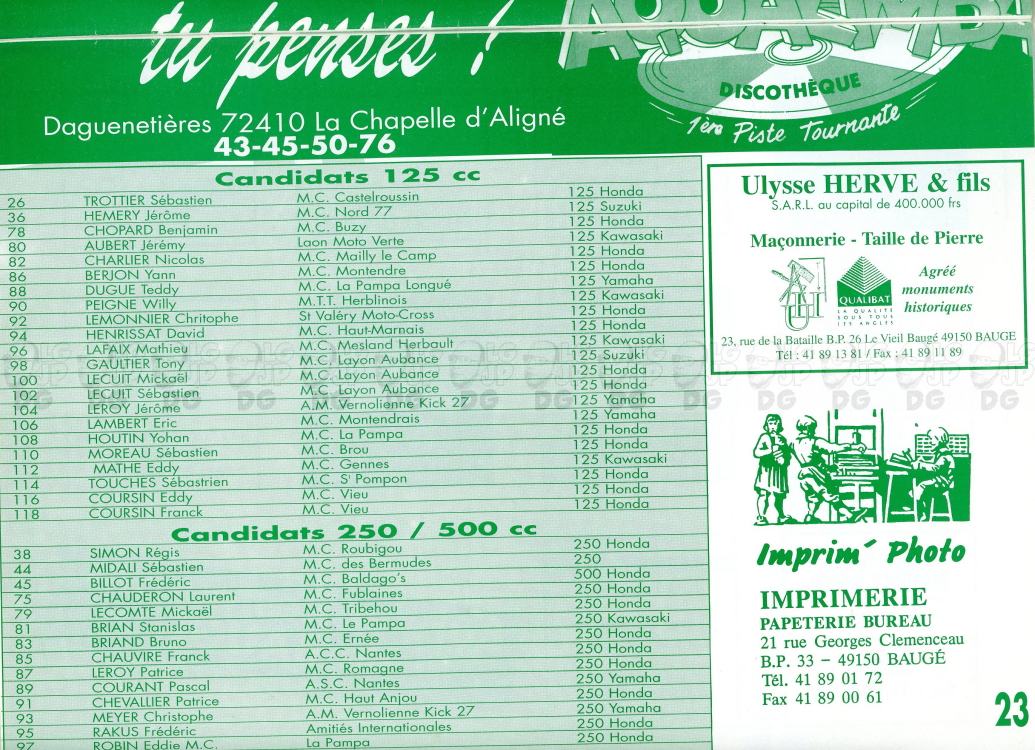 tu penses !
DISCOTHÈQUE
1ère Piste Tournante
Daguenetières 72410 La Chapelle d'Aligné
43-45-50-76
Candidats 125 cc
26 TROTTIER Sébastien M.C. Castelroussin 125 Honda
36 HEMERY Jérôme M.C. Nord 77 125 Suzuki
78 CHOPARD Benjamin M.C. Buzy 125 Honda
80 AUBERT Jérémy Laon Moto Verte 125 Kawasaki
82 CHARLIER Nicolas M.C. Mailly le Camp 125 Honda
86 BERJON Yann M.C. Montendre 125 Honda
88 DUGUE Teddy M.C. La Pampa Longué 125 Yamaha
90 PEIGNE Willy M.T.T. Herblinois 125 Kawasaki
92 LEMONNIER Chritophe St Valéry Moto-Cross 125 Honda
94 HENRISSAT David M.C. Haut-Marnais 125 Honda
96 LAFAIX Mathieu M.C. Mesland Herbault 125 Kawasaki
98 GAULTIER Tony M.C. Layon Aubance 125 Suzuki
100 LECUIT Mickaël M.C. Layon Aubance 125 Honda
102 LECUIT Sébastien M.C. Layon Aubance 125 Honda
104 LEROY Jérôme A.M. Vernolienne Kick 27 125 Yamaha
106 LAMBERT Eric M.C. Montendrais 125 Yamaha
108 HOUTIN Yohan M.C. La Pampa 125 Honda
110 MOREAU Sébastien M.C. Brou 125 Honda
112 MATHE Eddy M.C. Gennes 125 Kawasaki
114 TOUCHES Sébastrien M.C. S' Pompon 125 Honda
116 COURSIN Eddy M.C. Vieu 125 Honda
118 COURSIN Franck M.C. Vieu 125 Honda
Candidats 250 / 500 cc
38 SIMON Régis M.C. Roubigou 250 Honda
44 MIDALI Sébastien M.C. des Bermudes 250
45 BILLOT Frédéric M.C. Baldago's 500 Honda
75 CHAUDERON Laurent M.C. Fublaines 250 Honda
79 LECOMTE Mickaël M.C. Tribehou 250 Honda
81 BRIAN Stanislas M.C. Le Pampa 250 Kawasaki
83 BRIAND Bruno M.C. Ernée 250 Honda
85 CHAUVIRE Franck A.C.C. Nantes 250 Honda
87 LEROY Patrice M.C. Romagne 250 Honda
89 COURANT Pascal A.S.C. Nantes 250 Yamaha
91 CHEVALLIER Patrice M.C. Haut Anjou 250 Honda
93 MEYER Christophe A.M. Vernolienne Kick 27 250 Yamaha
95 RAKUS Frédéric Amitiés Internationales 250 Honda
97 ROBIN Eddie M.C. La Pampa 250 Honda
Ulysse HERVE & fils
S.A.R.L. au capital de 400.000 frs
Maçonnerie - Taille de Pierre
QUALIBAT
LA QUALITÉ
SOUS TOUS
SES ANGLES
Agréé
monuments
historiques
23, rue de la Bataille B.P. 26 Le Vieil Baugé 49150 BAUGE
Tél : 41 89 13 81 / Fax : 41 89 11 89
Imprim' Photo
IMPRIMERIE
PAPETERIE BUREAU
21 rue Georges Clemenceau
B.P. 33 – 49150 BAUGÉ
Tél. 41 89 01 72
Fax 41 89 00 61
23